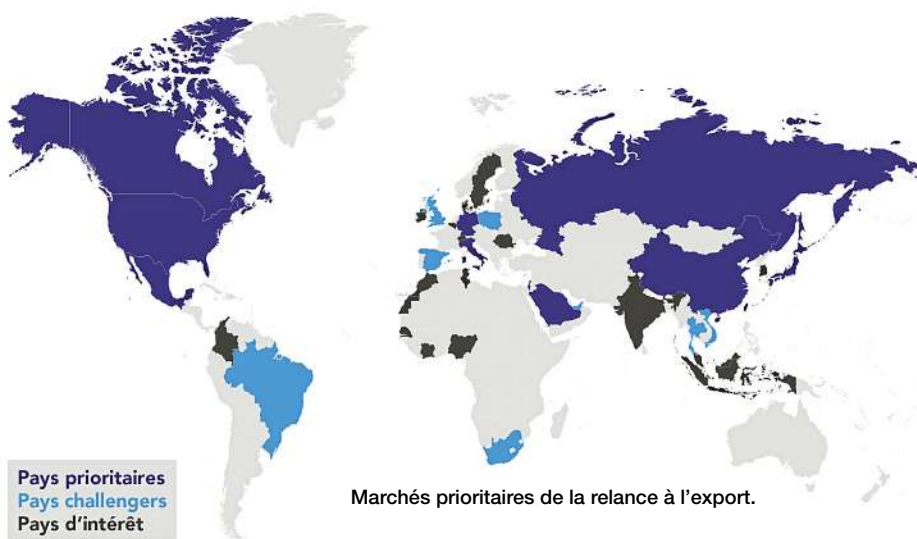 Pays prioritaires
Pays challengers
Pays d'intérêt
Marchés prioritaires de la relance à l'export.